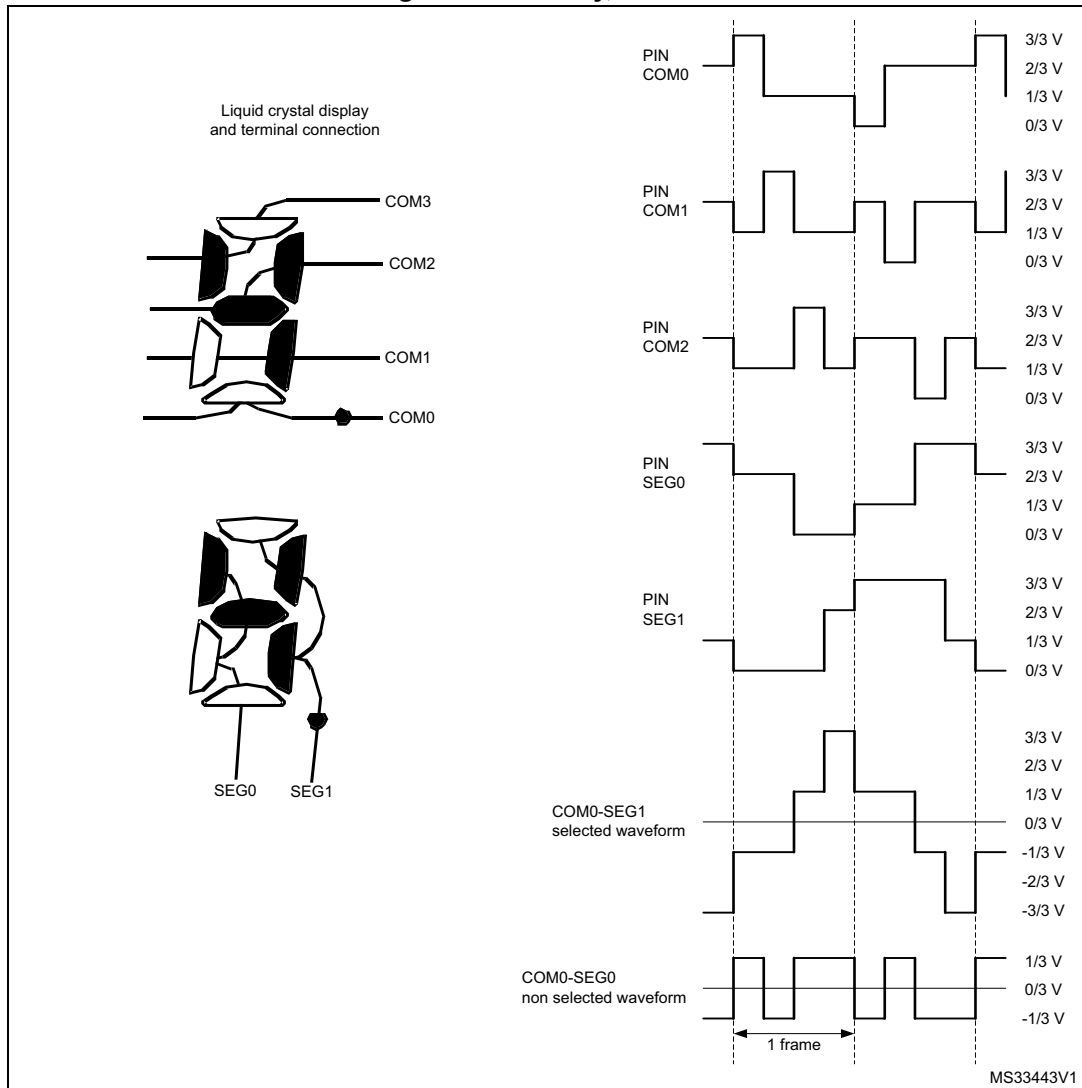 Liquid crystal display
and terminal connection
COM3
COM2
COM1
COM0
SEG0 SEG1
PIN
COM0
3/3 V
2/3 V
1/3 V
0/3 V
PIN
COM1
3/3 V
2/3 V
1/3 V
0/3 V
PIN
COM2
3/3 V
2/3 V
1/3 V
0/3 V
PIN
SEG0
3/3 V
2/3 V
1/3 V
0/3 V
PIN
SEG1
3/3 V
2/3 V
1/3 V
0/3 V
COM0-SEG1
selected waveform
3/3 V
2/3 V
1/3 V
0/3 V
-1/3 V
-2/3 V
-3/3 V
COM0-SEG0
non selected waveform
1/3 V
0/3 V
-1/3 V
1 frame
MS33443V1